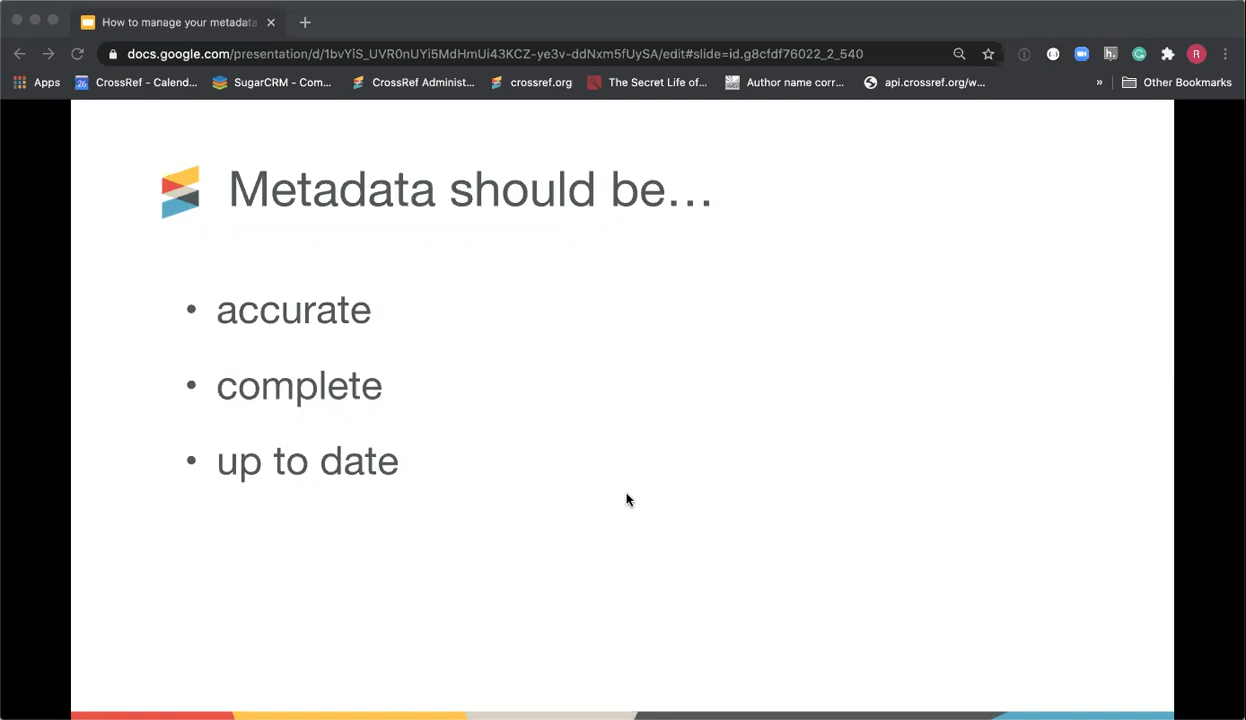 How to manage your metadata
docs.google.com/presentation/d/1bvYiS_UVR0nUYi5MdHmUi43KCZ-ye3v-ddNxm5fUySA/edit#slide=id.g8cfdf76022_2_540
R
Apps
26
CrossRef - Calend...
SugarCRM - Com...
CrossRef Administ...
crossref.org
The Secret Life of...
Author name corr...
api.crossref.org/w...
»
Other Bookmarks
Metadata should be...
• accurate
• complete
• up to date